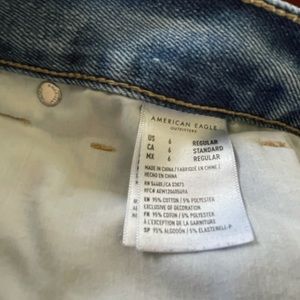 AMERICAN EAGLE
OUTFITTERS
US 6 REGULAR
CA 6 STANDARD
MX 6 REGULAR
MADE IN CHINA / FABRIQUÉ EN CHINE /
HECHO EN CHINA
RN 54485/CA 23073
EN 95% COTTON / 5% POLYESTER
EXCLUSIVE OF DECORATION
FR 95% COTON / 5% POLYESTER
À L'EXCEPTION DE LA GARNITURE
SP 95% ALGODÓN / 5% ELASTERELL-P